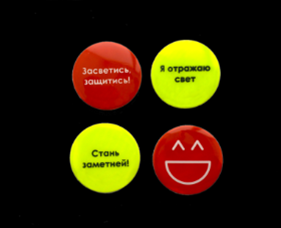 Засветись,
защитись!
Я отражаю
свет
Стань
заметней!